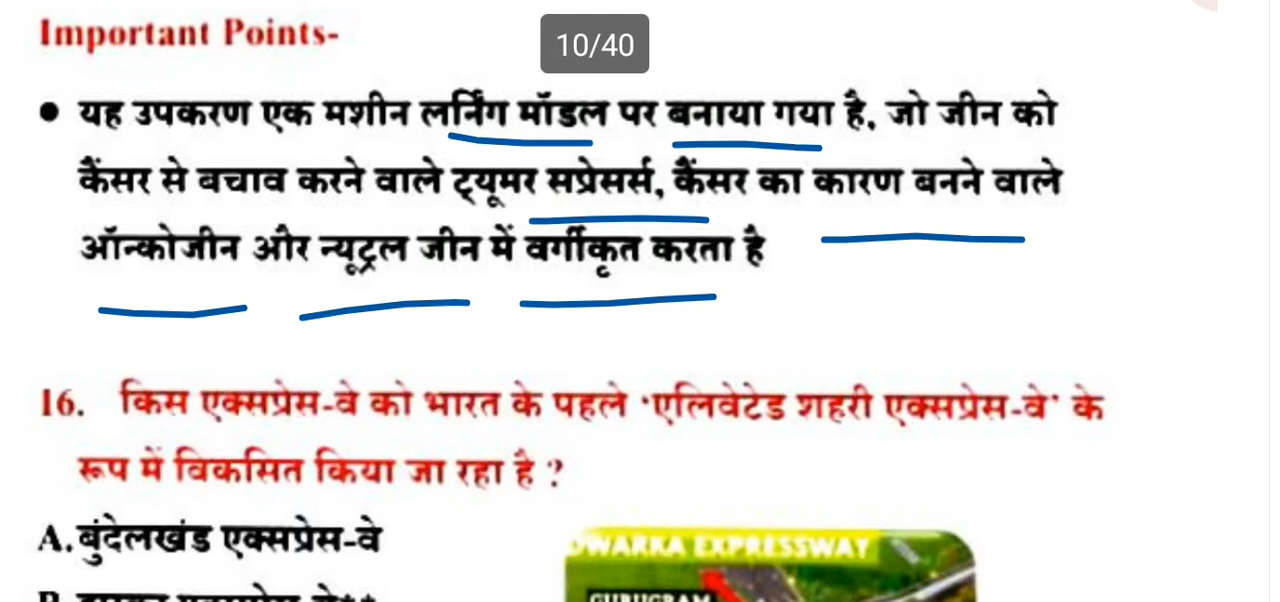 Important Points-
10/40
● यह उपकरण एक मशीन लर्निंग मॉडल पर बनाया गया है, जो जीन को
कैंसर से बचाव करने वाले ट्यूमर सप्रेसर्स, कैंसर का कारण बनने वाले
ऑन्कोजीन और न्यूट्रल जीन में वर्गीकृत करता है
16. किस एक्सप्रेस-वे को भारत के पहले 'एलिवेटेड शहरी एक्सप्रेस-वे' के
रूप में विकसित किया जा रहा है ?
A.बुंदेलखंड एक्सप्रेस-वे
DWARKA EXPRESSWAY
GURUGRAM